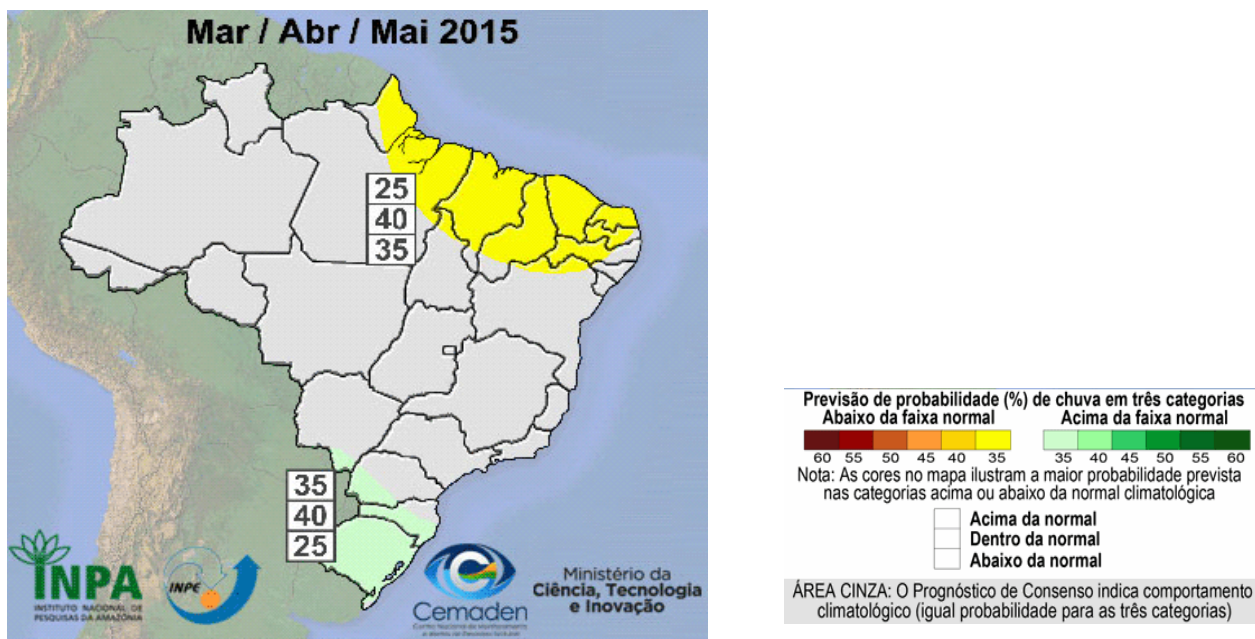 Mar / Abr / Mai 2015
25
40
35
35
40
25
INPA
INSTITUTO NACIONAL DE
PESQUISAS DA AMAZÔNIA
INPE
Cemaden
Ministério da
Ciência, Tecnologia
e Inovação
Previsão de probabilidade (%) de chuva em três categorias
Abaixo da faixa normal Acima da faixa normal
60 55 50 45 40 35 35 40 45 50 55 60
Nota: As cores no mapa ilustram a maior probabilidade prevista
nas categorias acima ou abaixo da normal climatológica
Acima da normal
Dentro da normal
Abaixo da normal
ÁREA CINZA: O Prognóstico de Consenso indica comportamento
climatológico (igual probabilidade para as três categorias)